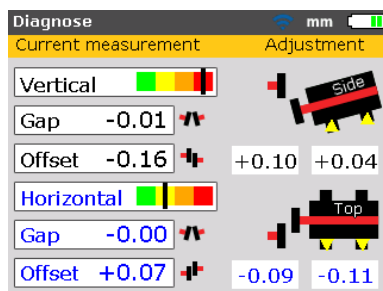 Diagnose mm
Current measurement Adjustment
Vertical Side
Gap -0.01
Offset -0.16 +0.10 +0.04
Horizontal Top
Gap -0.00
Offset +0.07 -0.09 -0.11